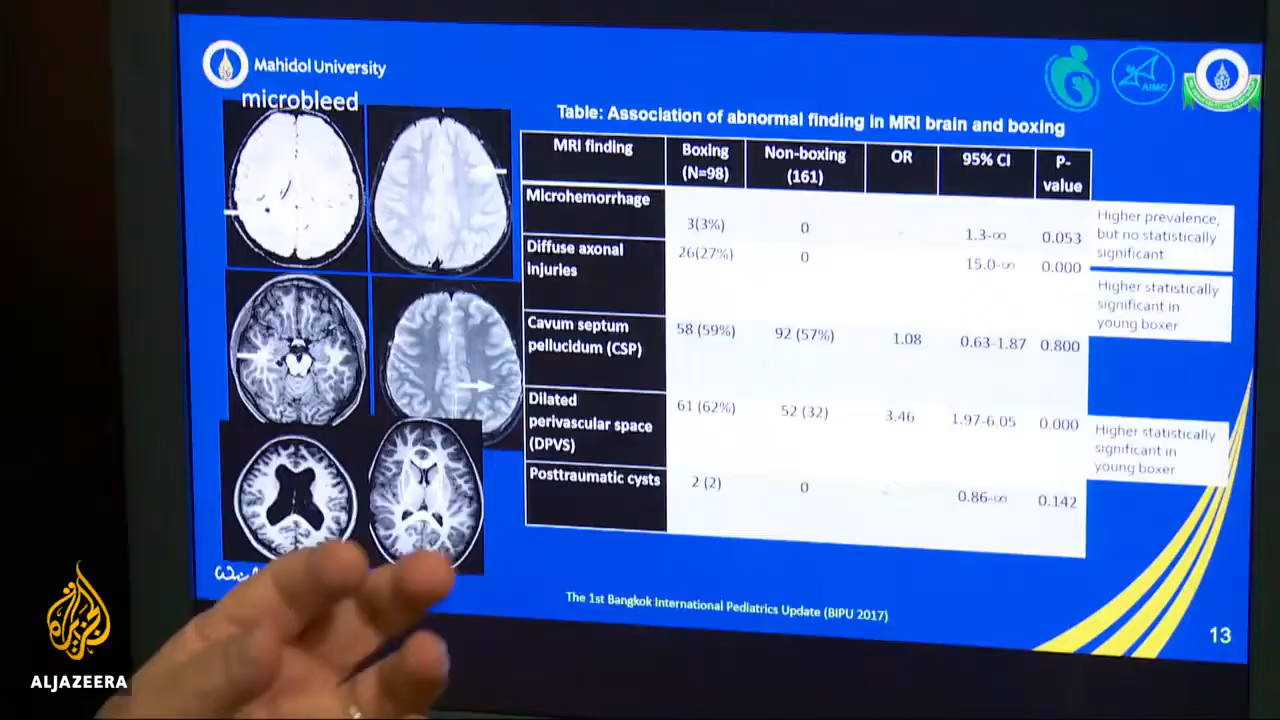 Mahidol University
microbleed
AIMC
Table: Association of abnormal finding in MRI brain and boxing
MRI finding Boxing (N=98) Non-boxing (161) OR 95% CI P-value
Microhemorrhage 3(3%) 0 1.3-∞ 0.053
Diffuse axonal Injuries 26(27%) 0 15.0-∞ 0.000
Cavum septum pellucidum (CSP) 58 (59%) 92 (57%) 1.08 0.63-1.87 0.800
Dilated perivascular space (DPVS) 61 (62%) 52 (32) 3.46 1.97-6.05 0.000
Posttraumatic cysts 2 (2) 0 0.86-∞ 0.142
Higher prevalence,
but no statistically
significant
Higher statistically
significant in
young boxer
Higher statistically
significant in
young boxer
The 1st Bangkok International Pediatrics Update (BIPU 2017)
13
الجزيرة
ALJAZEERA